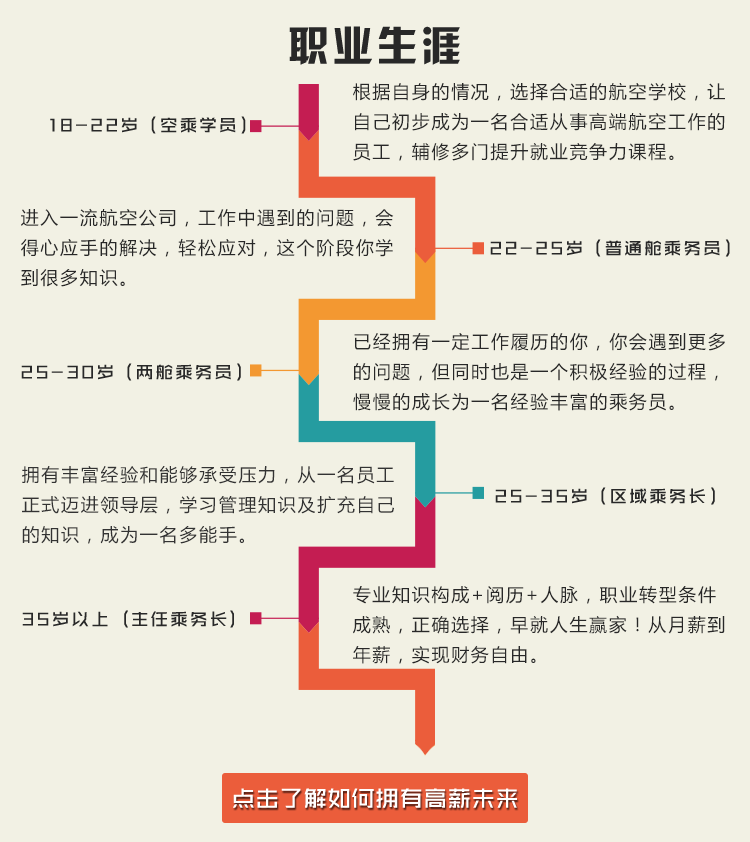 职业生涯
18-22岁（空乘学员）
根据自身的情况，选择合适的航空学校，让
自己初步成为一名合适从事高端航空工作的
员工，辅修多门提升就业竞争力课程。
进入一流航空公司，工作中遇到的问题，会
得心应手的解决，轻松应对，这个阶段你学
到很多知识。
22-25岁（普通舱乘务员）
25-30岁（两舱乘务员）
已经拥有一定工作履历的你，你会遇到更多
的问题，但同时也是一个积极经验的过程，
慢慢的成长为一名经验丰富的乘务员。
拥有丰富经验和能够承受压力，从一名员工
正式迈进领导层，学习管理知识及扩充自己
的知识，成为一名多能手。
25-35岁（区域乘务长）
35岁以上（主任乘务长）
专业知识构成+阅历+人脉，职业转型条件
成熟，正确选择，早就人生赢家！从月薪到
年薪，实现财务自由。
点击了解如何拥有高薪未来